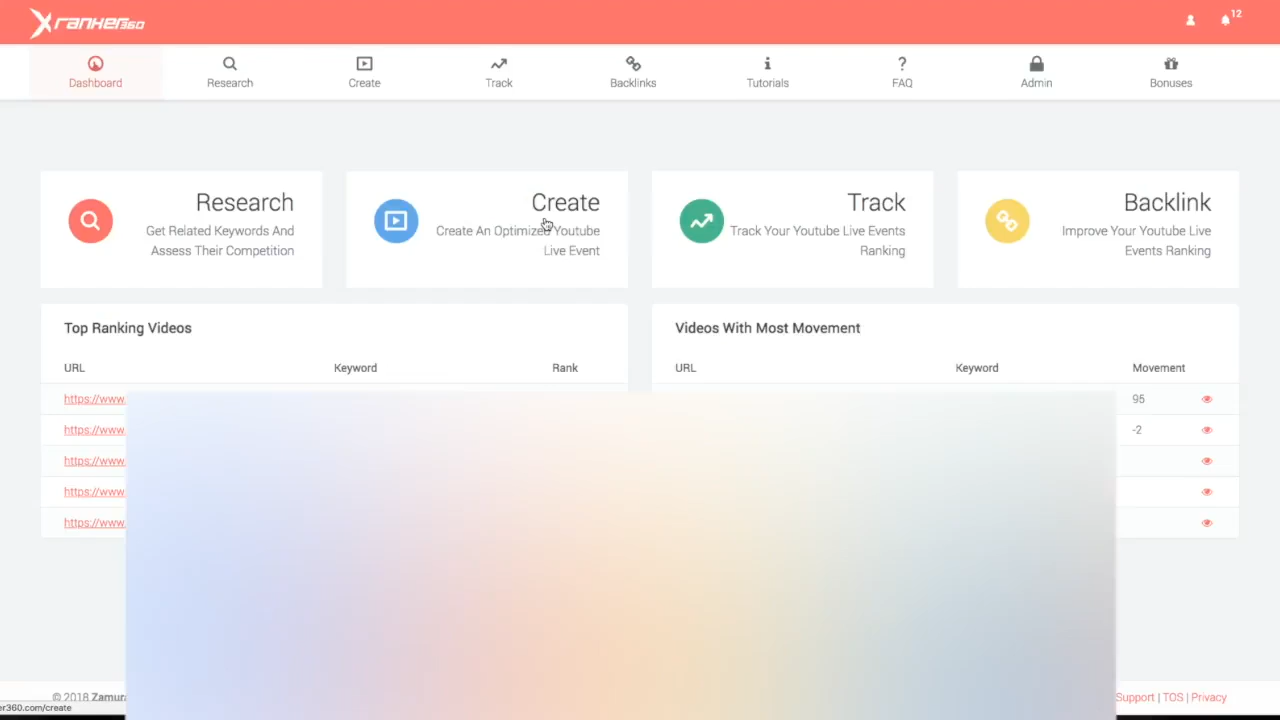 Xranker360
12
Dashboard
Research
Create
Track
Backlinks
Tutorials
FAQ
Admin
Bonuses
Research
Get Related Keywords And
Assess Their Competition
Create
Create An Optimized Youtube
Live Event
Track
Track Your Youtube Live Events
Ranking
Backlink
Improve Your Youtube Live
Events Ranking
Top Ranking Videos
URL Keyword Rank
https://www.
https://www.
https://www.
https://www.
https://www.
Videos With Most Movement
URL Keyword Movement
95
-2
© 2018 Zamura
Support | TOS | Privacy
er360.com/create